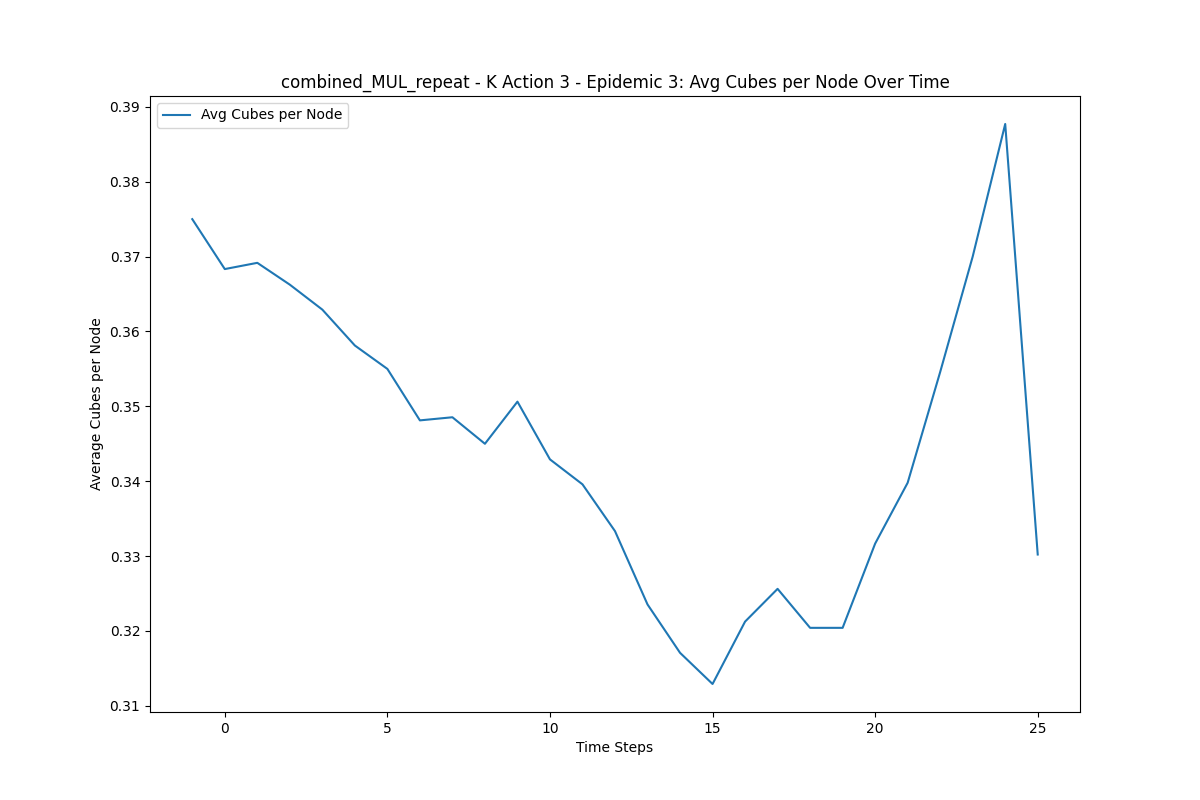 combined_MUL_repeat - K Action 3 - Epidemic 3: Avg Cubes per Node Over Time
Avg Cubes per Node
Average Cubes per Node
0.39
0.38
0.37
0.36
0.35
0.34
0.33
0.32
0.31
0 5 10 15 20 25
Time Steps